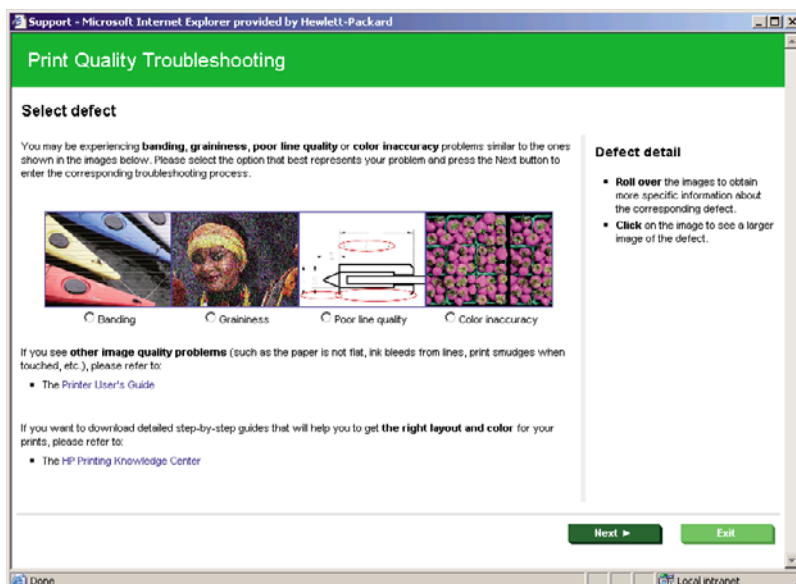 Support - Microsoft Internet Explorer provided by Hewlett-Packard
Print Quality Troubleshooting
Select defect
You may be experiencing banding, graininess, poor line quality or color inaccuracy problems similar to the ones
shown in the images below. Please select the option that best represents your problem and press the Next button to
enter the corresponding troubleshooting process.
Banding
Graininess
Poor line quality
Color inaccuracy
If you see other image quality problems (such as the paper is not flat, ink bleeds from lines, print smudges when
touched, etc.), please refer to:
The Printer User's Guide
If you want to download detailed step-by-step guides that will help you to get the right layout and color for your
prints, please refer to:
The HP Printing Knowledge Center
Defect detail
Roll over the images to obtain
more specific information about
the corresponding defect.
Click on the image to see a larger
image of the defect.
Next
Exit
Done
Local intranet